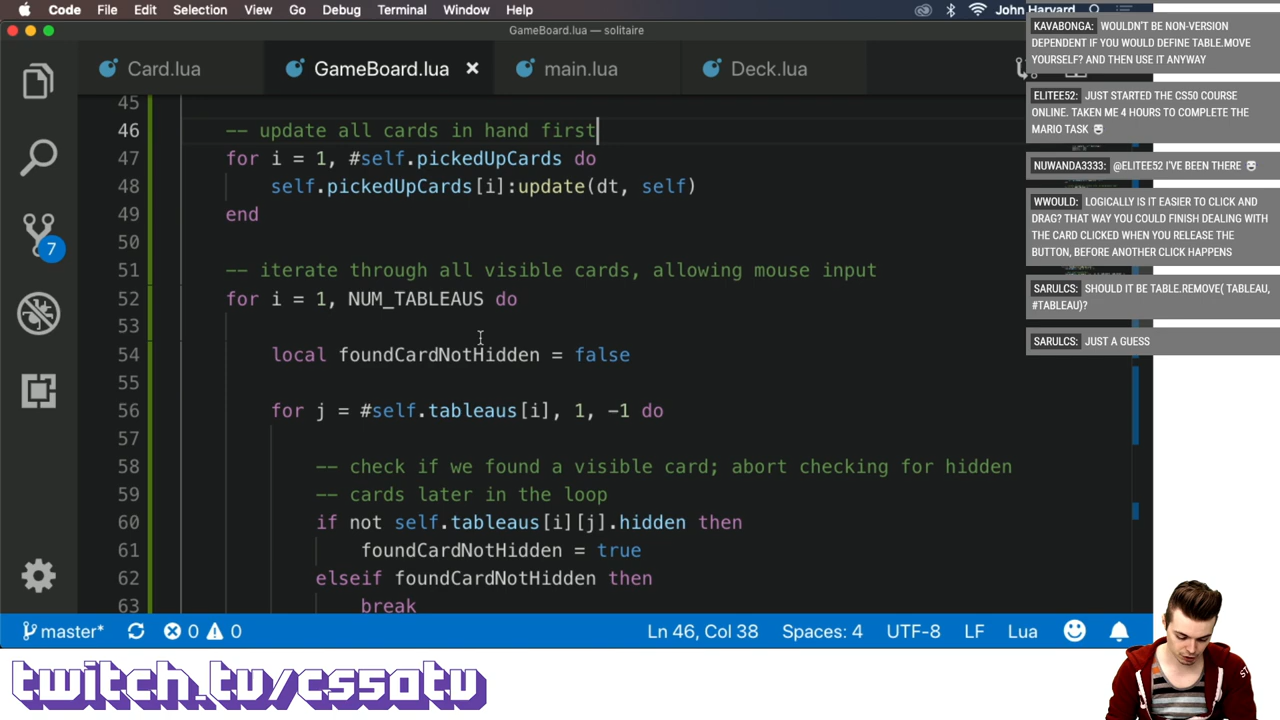 Code File Edit Selection View Go Debug Terminal Window Help
John Harvard
GameBoard.lua — solitaire
Card.lua
GameBoard.lua
main.lua
Deck.lua
45
46 -- update all cards in hand first
47 for i = 1, #self.pickedUpCards do
48 self.pickedUpCards[i]:update(dt, self)
49 end
50
51 -- iterate through all visible cards, allowing mouse input
52 for i = 1, NUM_TABLEAUS do
53
54 local foundCardNotHidden = false
55
56 for j = #self.tableaus[i], 1, -1 do
57
58 -- check if we found a visible card; abort checking for hidden
59 -- cards later in the loop
60 if not self.tableaus[i][j].hidden then
61 foundCardNotHidden = true
62 elseif foundCardNotHidden then
63 break
7
master*
0 0
Ln 46, Col 38
Spaces: 4
UTF-8
LF
Lua
KAVABONGA: WOULDN'T BE NON-VERSION
DEPENDENT IF YOU WOULD DEFINE TABLE.MOVE
YOURSELF? AND THEN USE IT ANYWAY
ELITEE52: JUST STARTED THE CS50 COURSE
ONLINE. TAKEN ME 4 HOURS TO COMPLETE THE
MARIO TASK
NUWANDA3333: @ELITEE52 I'VE BEEN THERE
WWOULD: LOGICALLY IS IT EASIER TO CLICK AND
DRAG? THAT WAY YOU COULD FINISH DEALING WITH
THE CARD CLICKED WHEN YOU RELEASE THE
BUTTON, BEFORE ANOTHER CLICK HAPPENS
SARULCS: SHOULD IT BE TABLE.REMOVE( TABLEAU,
#TABLEAU)?
SARULCS: JUST A GUESS
twitch.tv/cs50tv